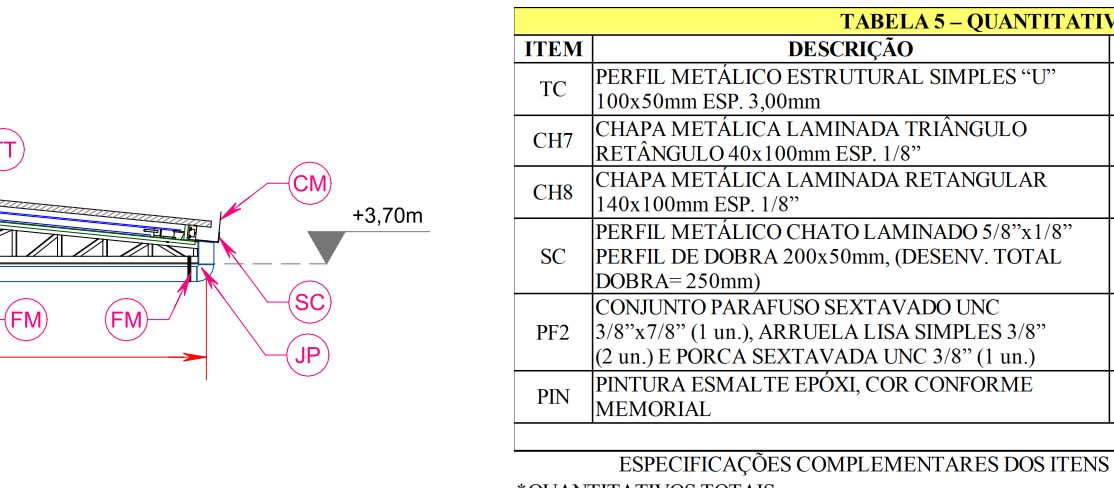 TT
CM
+3,70m
FM
FM
SC
JP
TABELA 5 – QUANTITATIV
ITEM DESCRIÇÃO
TC PERFIL METÁLICO ESTRUTURAL SIMPLES “U”
100x50mm ESP. 3,00mm
CH7 CHAPA METÁLICA LAMINADA TRIÂNGULO
RETÂNGULO 40x100mm ESP. 1/8”
CH8 CHAPA METÁLICA LAMINADA RETANGULAR
140x100mm ESP. 1/8”
SC PERFIL METÁLICO CHATO LAMINADO 5/8”x1/8”
PERFIL DE DOBRA 200x50mm, (DESENV. TOTAL
DOBRA= 250mm)
PF2 CONJUNTO PARAFUSO SEXTAVADO UNC
3/8”x7/8” (1 un.), ARRUELA LISA SIMPLES 3/8”
(2 un.) E PORCA SEXTAVADA UNC 3/8” (1 un.)
PIN PINTURA ESMALTE EPÓXI, COR CONFORME
MEMORIAL
ESPECIFICAÇÕES COMPLEMENTARES DOS ITENS
*QUANTITATIVOS TOTAIS